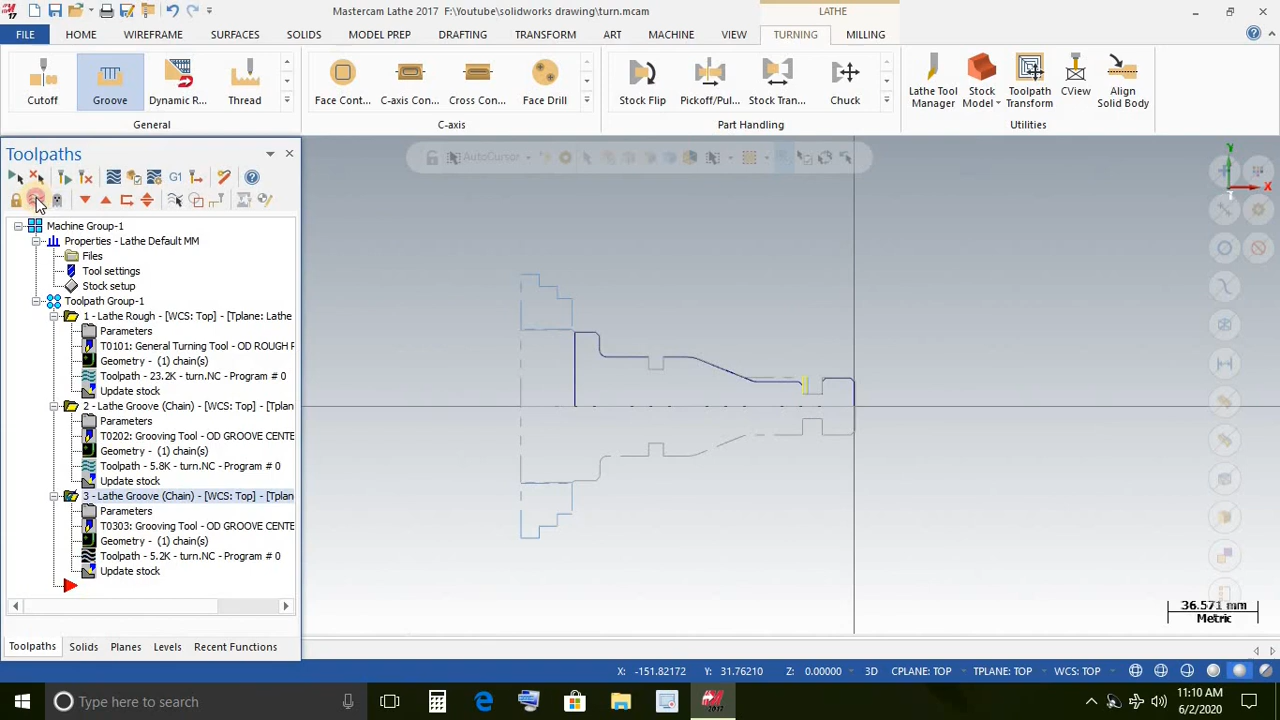 Mastercam Lathe 2017 F:\Youtube\solidworks drawing\turn.mcam
LATHE
FILE HOME WIREFRAME SURFACES SOLIDS MODEL PREP DRAFTING TRANSFORM ART MACHINE VIEW TURNING MILLING
Cutoff Groove Dynamic R... Thread
Face Cont... C-axis Con... Cross Con... Face Drill
Stock Flip Pickoff/Pul... Stock Tran... Chuck
Lathe Tool Manager
Stock Model
Toolpath Transform
CView
Align Solid Body
General C-axis Part Handling Utilities
Toolpaths
AutoCursor
G1
Machine Group-1
Properties - Lathe Default MM
Files
Tool settings
Stock setup
Toolpath Group-1
1 - Lathe Rough - [WCS: Top] - [Tplane: Lathe
Parameters
T0101: General Turning Tool - OD ROUGH R
Geometry - (1) chain(s)
Toolpath - 23.2K - turn.NC - Program # 0
Update stock
2 - Lathe Groove (Chain) - [WCS: Top] - [Tplan
Parameters
T0202: Grooving Tool - OD GROOVE CENTE
Geometry - (1) chain(s)
Toolpath - 5.8K - turn.NC - Program # 0
Update stock
3 - Lathe Groove (Chain) - [WCS: Top] - [Tplan
Parameters
T0303: Grooving Tool - OD GROOVE CENTE
Geometry - (1) chain(s)
Toolpath - 5.2K - turn.NC - Program # 0
Update stock
Y
X
36.571 mm
Metric
Toolpaths Solids Planes Levels Recent Functions
X: -151.82172 Y: 31.76210 Z: 0.00000 3D CPLANE: TOP TPLANE: TOP WCS: TOP
Type here to search
11:10 AM
6/2/2020